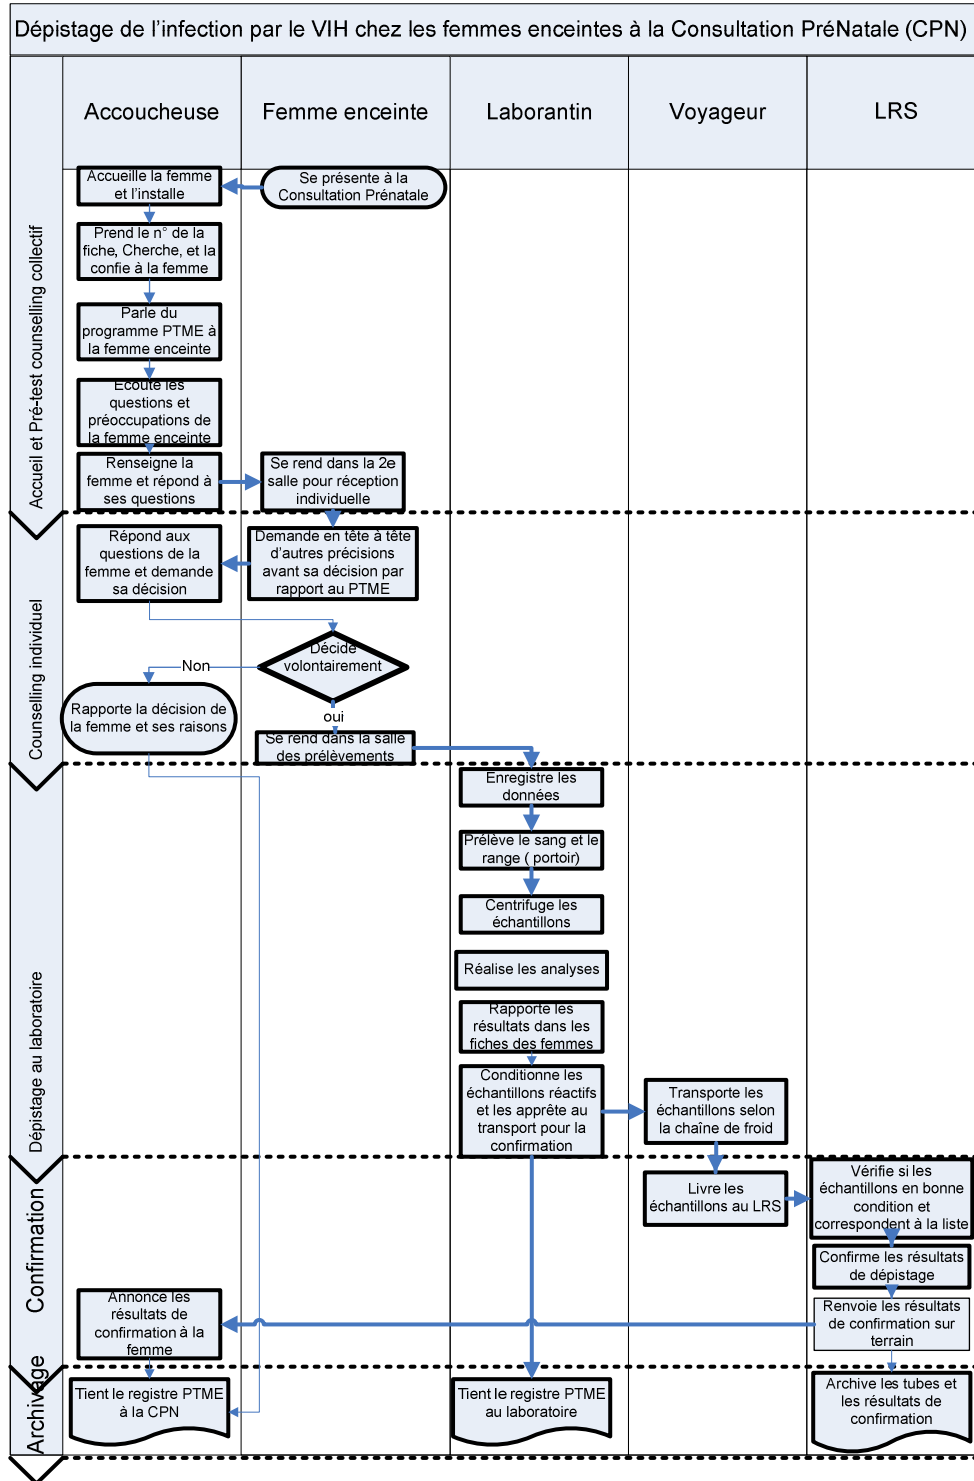 Dépistage de l’infection par le VIH chez les femmes enceintes à la Consultation PréNatale (CPN)
Accoucheuse
Femme enceinte
Laborantin
Voyageur
LRS
Accueil et Pré-test counselling collectif
Accueille la femme
et l’installe
Se présente à la
Consultation Prénatale
Prend le n° de la
fiche, Cherche, et la
confie à la femme
Parle du
programme PTME à
la femme enceinte
Ecoute les
questions et
préoccupations de
la femme enceinte
Renseigne la
femme et répond à
ses questions
Se rend dans la 2e
salle pour réception
individuelle
Counselling individuel
Répond aux
questions de la
femme et demande
sa décision
Demande en tête à tête
d’autres précisions
avant sa décision par
rapport au PTME
Décide
volontairement
Non
oui
Rapporte la décision de
la femme et ses raisons
Se rend dans la salle
des prélèvements
Dépistage au laboratoire
Enregistre les
données
Prélève le sang et le
range ( portoir)
Centrifuge les
échantillons
Réalise les analyses
Rapporte les
résultats dans les
fiches des femmes
Conditionne les
échantillons réactifs
et les apprête au
transport pour la
confirmation
Transporte les
échantillons selon
la chaîne de froid
Confirmation
Livre les
échantillons au LRS
Vérifie si les
échantillons en bonne
condition et
correspondent à la liste
Confirme les résultats
de dépistage
Annonce les
résultats de
confirmation à la
femme
Renvoie les résultats
de confirmation sur
terrain
Archivage
Tient le registre PTME
à la CPN
Tient le registre PTME
au laboratoire
Archive les tubes et
les résultats de
confirmation